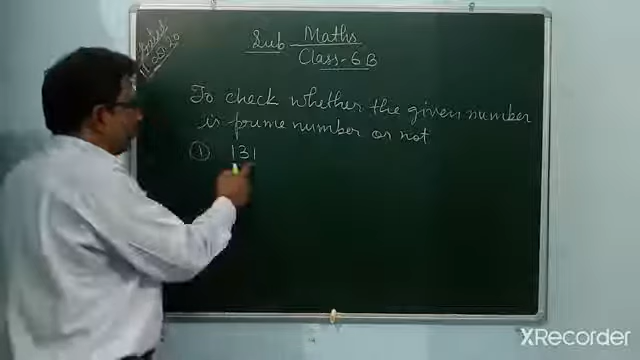 Sub Maths
Class-6 B
To check whether the given number
is prime number or not
① 131
XRecorder